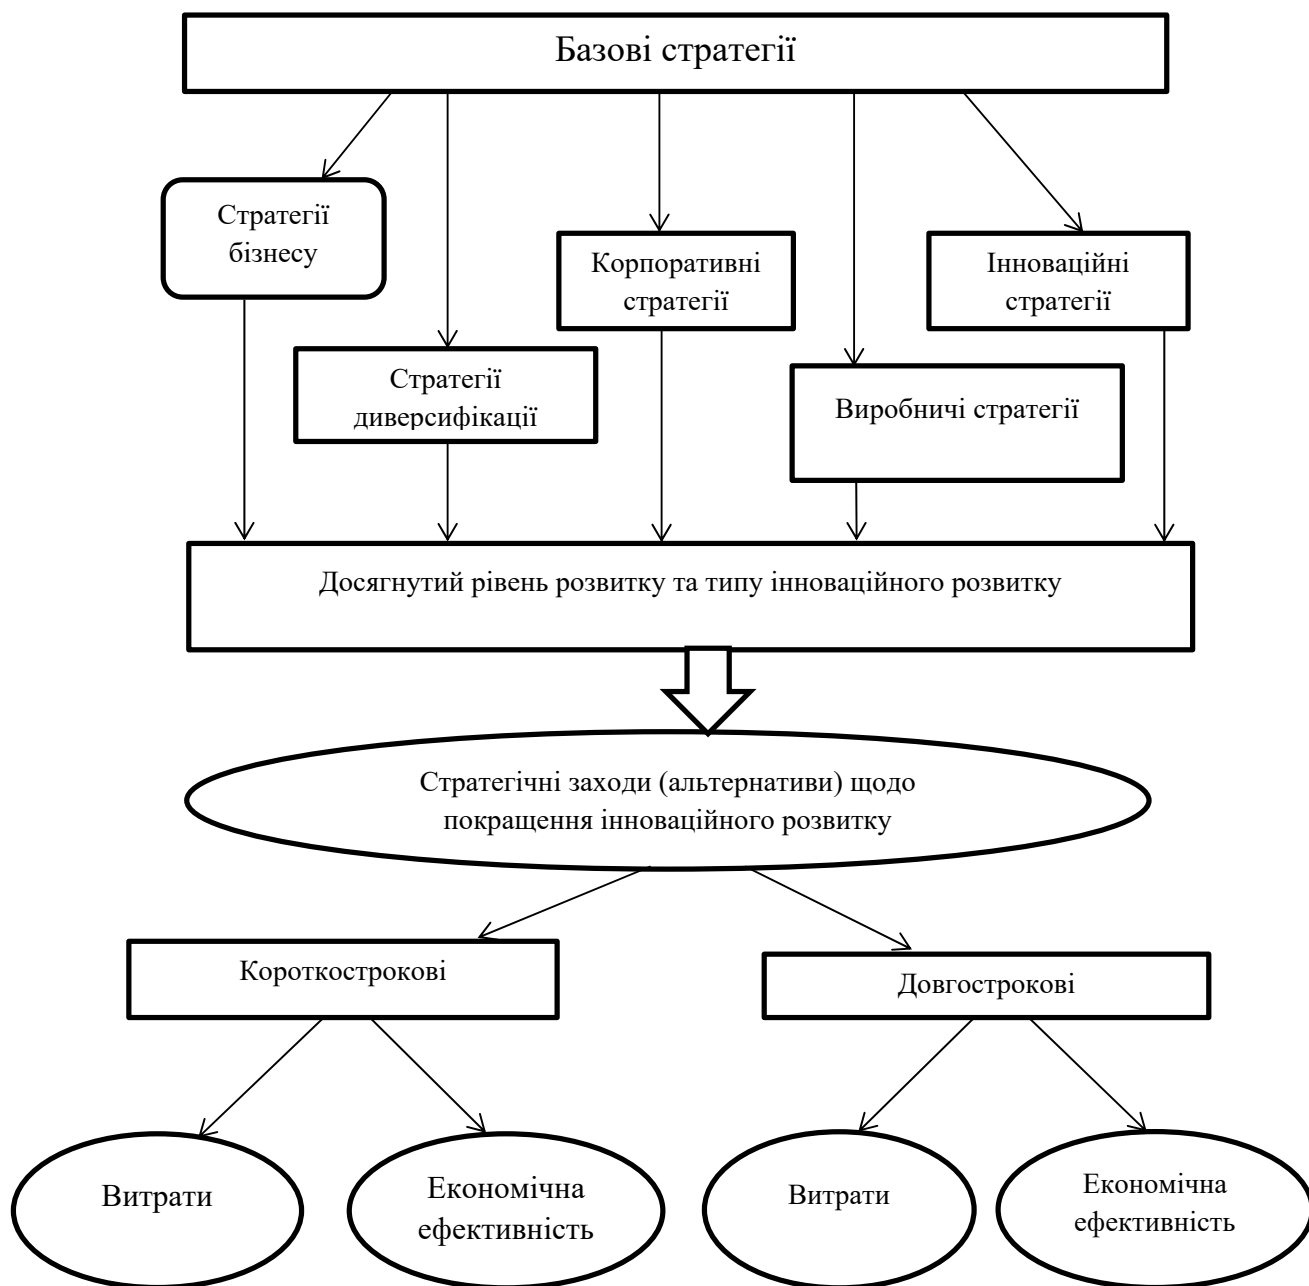 Базові стратегії
Стратегії
бізнесу
Корпоративні
стратегії
Інноваційні
стратегії
Стратегії
диверсифікації
Виробничі стратегії
Досягнутий рівень розвитку та типу інноваційного розвитку
Стратегічні заходи (альтернативи) щодо
покращення інноваційного розвитку
Короткострокові
Довгострокові
Витрати
Економічна
ефективність
Витрати
Економічна
ефективність